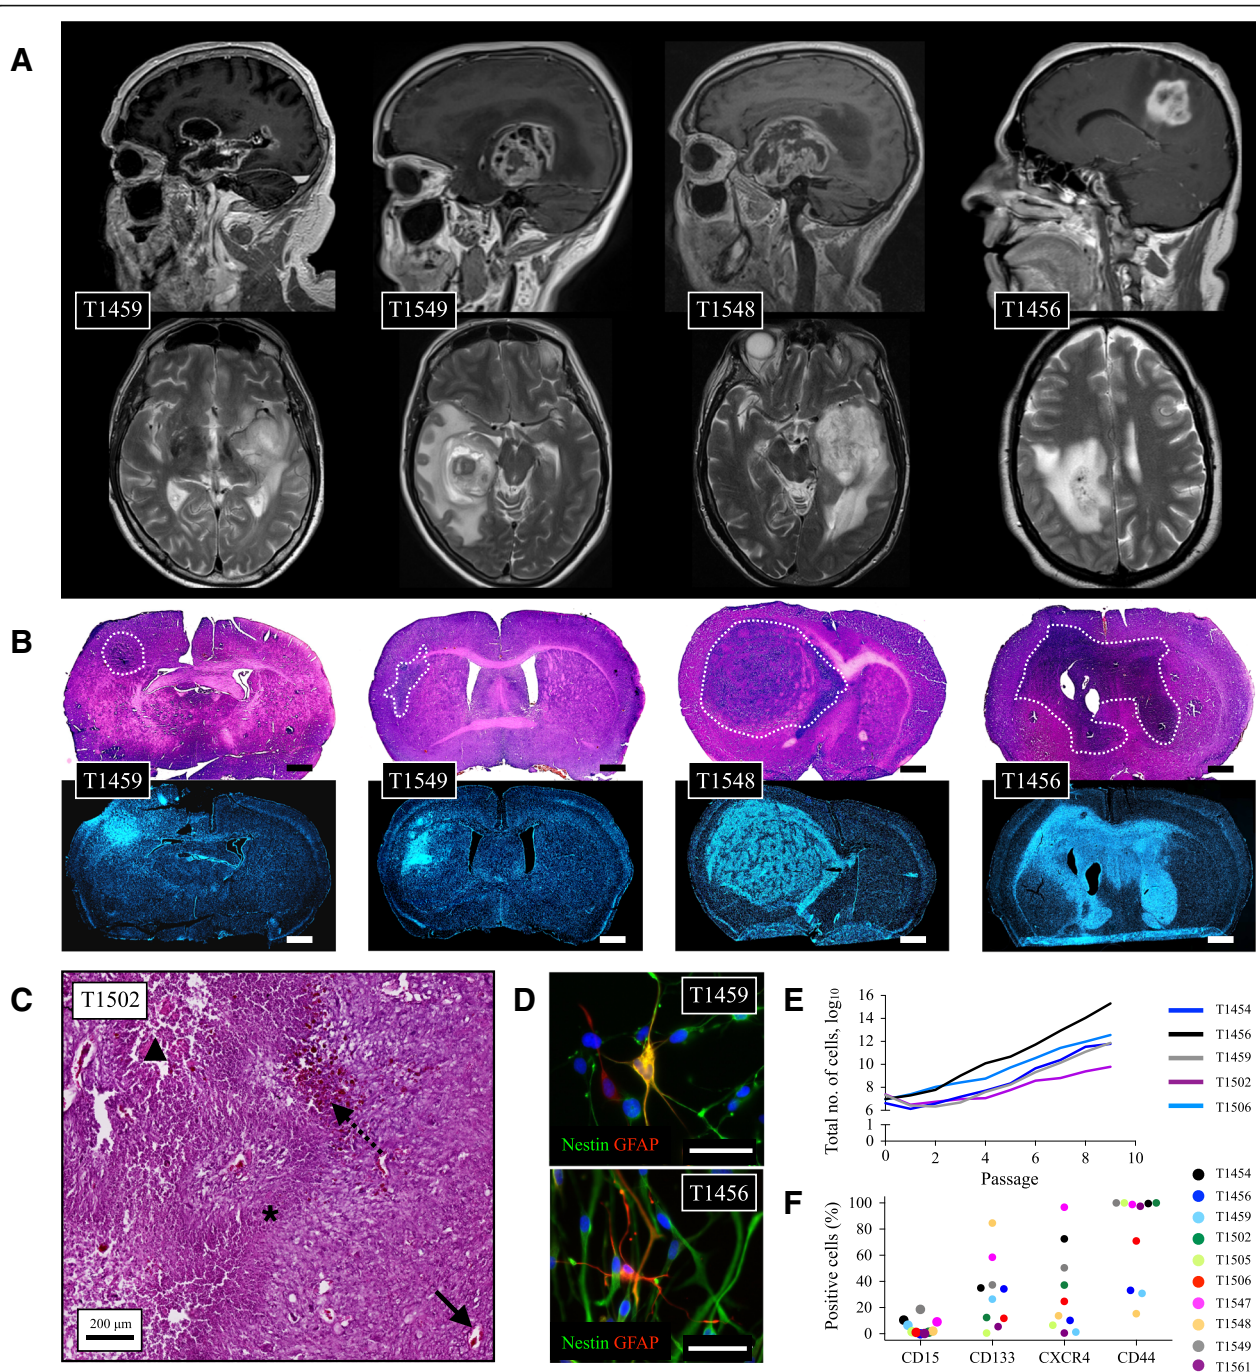 A
T1459
T1549
T1548
T1456
B
T1459
T1549
T1548
T1456
C
T1502
200 μm
D
T1459
Nestin GFAP
T1456
Nestin GFAP
E
Total no. of cells, log10
16
14
12
10
8
6
1
0
0 2 4 6 8 10
Passage
T1454
T1456
T1459
T1502
T1506
F
Positive cells (%)
100
80
60
40
20
0
CD15 CD133 CXCR4 CD44
T1454
T1456
T1459
T1502
T1505
T1506
T1547
T1548
T1549
T1561